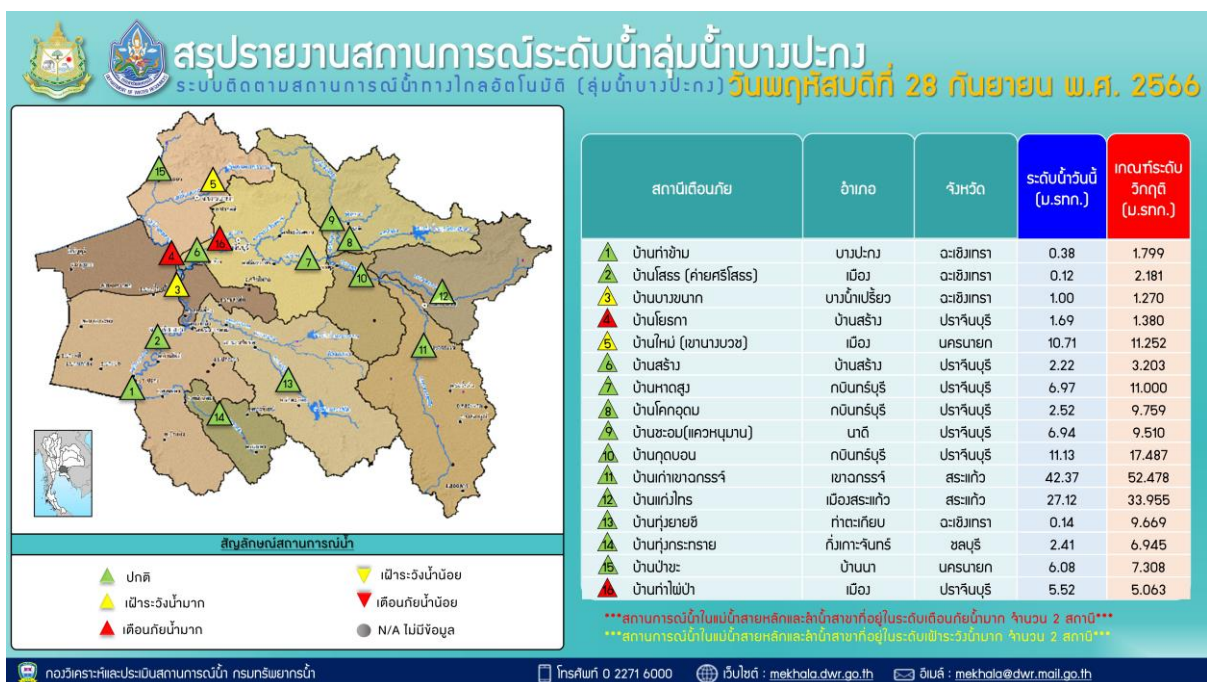 สรุปรายงานสถานการณ์ระดับน้ำลุ่มน้ำบางปะกง
ระบบติดตามสถานการณ์น้ำทางไกลอัตโนมัติ (ลุ่มน้ำบางปะกง) วันพฤหัสบดีที่ 28 กันยายน พ.ศ. 2566
สถานีเตือนภัย อำเภอ จังหวัด ระดับน้ำวันนี้ (ม.รทก.) เกณฑ์ระดับวิกฤติ (ม.รทก.)
1 บ้านท่าข้าม บางปะกง ฉะเชิงเทรา 0.38 1.799
2 บ้านโสธร (ค่ายศรีโสธร) เมือง ฉะเชิงเทรา 0.12 2.181
3 บ้านบางขนาก บางน้ำเปรี้ยว ฉะเชิงเทรา 1.00 1.270
4 บ้านโยธกา บ้านสร้าง ปราจีนบุรี 1.69 1.380
5 บ้านใหม่ (เขานางบวช) เมือง นครนายก 10.71 11.252
6 บ้านสร้าง บ้านสร้าง ปราจีนบุรี 2.22 3.203
7 บ้านหาดสูง กบินทร์บุรี ปราจีนบุรี 6.97 11.000
8 บ้านโคกอุดม กบินทร์บุรี ปราจีนบุรี 2.52 9.759
9 บ้านซะอม(แควหนุมาน) นาดี ปราจีนบุรี 6.94 9.510
10 บ้านกุดบอน กบินทร์บุรี ปราจีนบุรี 11.13 17.487
11 บ้านเก่าเขาฉกรรจ์ เขาฉกรรจ์ สระแก้ว 42.37 52.478
12 บ้านแก่งไทร เมืองสระแก้ว สระแก้ว 27.12 33.955
13 บ้านทุ่งยายชี ท่าตะเกียบ ฉะเชิงเทรา 0.14 9.669
14 บ้านทุ่งกระทราย กิ่งเกาะจันทร์ ชลบุรี 2.41 6.945
15 บ้านป่าขะ บ้านนา นครนายก 6.08 7.308
16 บ้านท่าไผ่ป่า เมือง ปราจีนบุรี 5.52 5.063
***สถานการณ์น้ำในแม่น้ำสายหลักและลำน้ำสาขาที่อยู่ในระดับเตือนภัยน้ำมาก จำนวน 2 สถานี***
***สถานการณ์น้ำในแม่น้ำสายหลักและลำน้ำสาขาที่อยู่ในระดับเฝ้าระวังน้ำมาก จำนวน 2 สถานี***
สัญลักษณ์สถานการณ์น้ำ
ปกติ
เฝ้าระวังน้ำมาก
เตือนภัยน้ำมาก
เฝ้าระวังน้ำน้อย
เตือนภัยน้ำน้อย
N/A ไม่มีข้อมูล
กองวิเคราะห์และประเมินสถานการณ์น้ำ กรมทรัพยากรน้ำ โทรศัพท์ 0 2271 6000 เว็บไซต์ : mekhala.dwr.go.th อีเมล์ : mekhala@dwr.mail.go.th